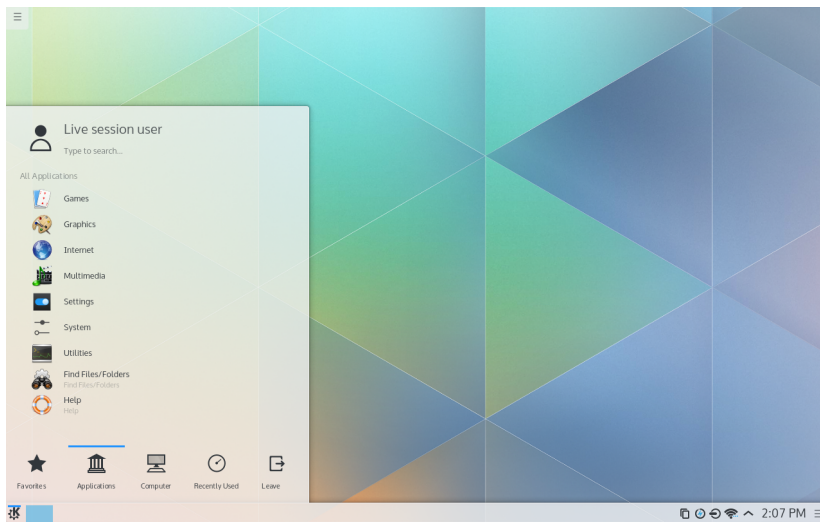 Live session user
Type to search...
All Applications
Games
Graphics
Internet
Multimedia
Settings
System
Utilities
Find Files/Folders
Find Files/Folders
Help
Help
Favorites Applications Computer Recently Used Leave
2:07 PM